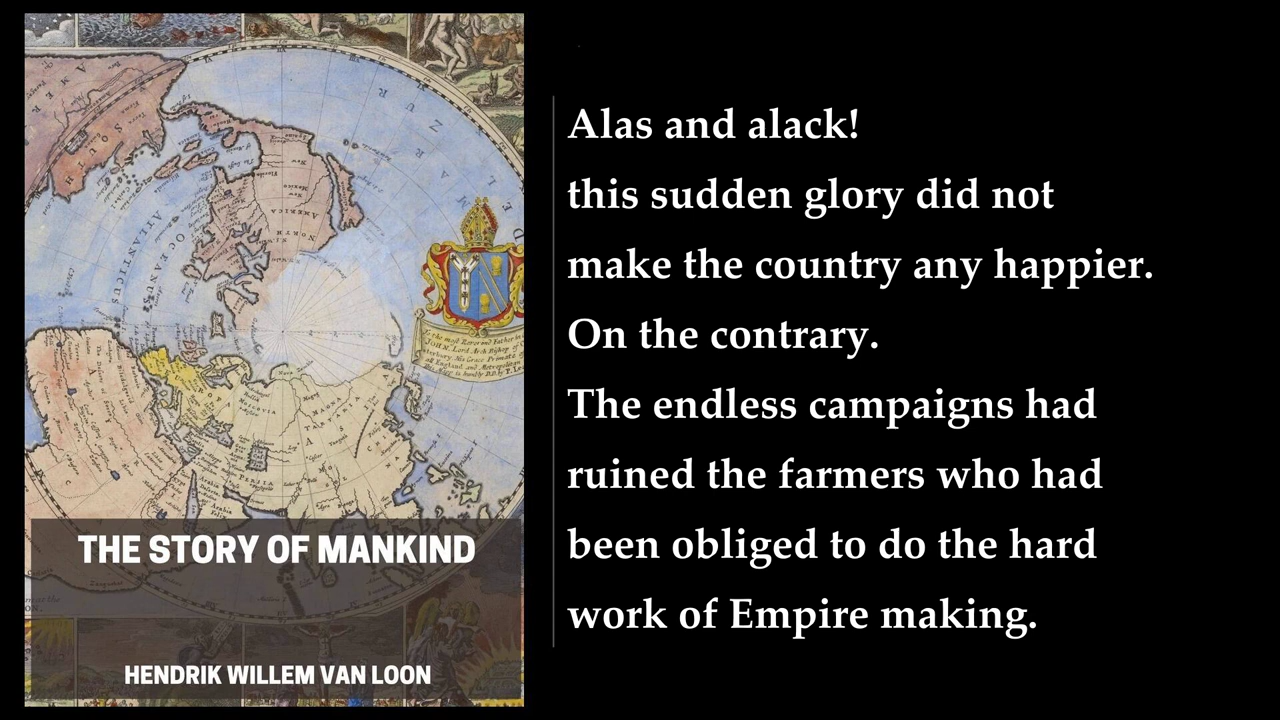 THE STORY OF MANKIND
HENDRIK WILLEM VAN LOON
Alas and alack!
this sudden glory did not
make the country any happier.
On the contrary.
The endless campaigns had
ruined the farmers who had
been obliged to do the hard
work of Empire making.